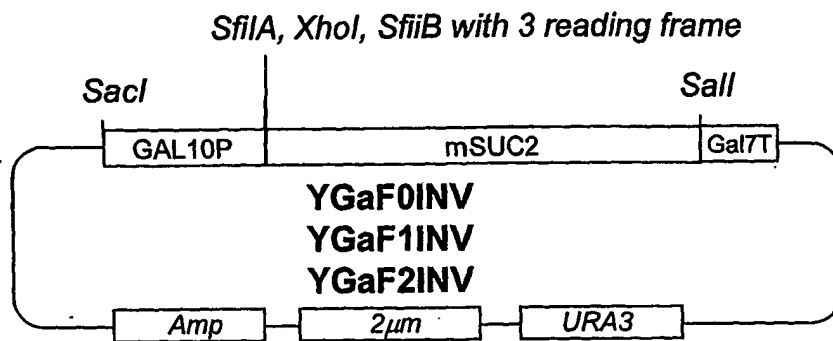 SfiIA, XhoI, SfiiB with 3 reading frame
SacI
SalI
GAL10P
mSUC2
Gal7T
YGaF0INV
YGaF1INV
YGaF2INV
Amp
2μm
URA3